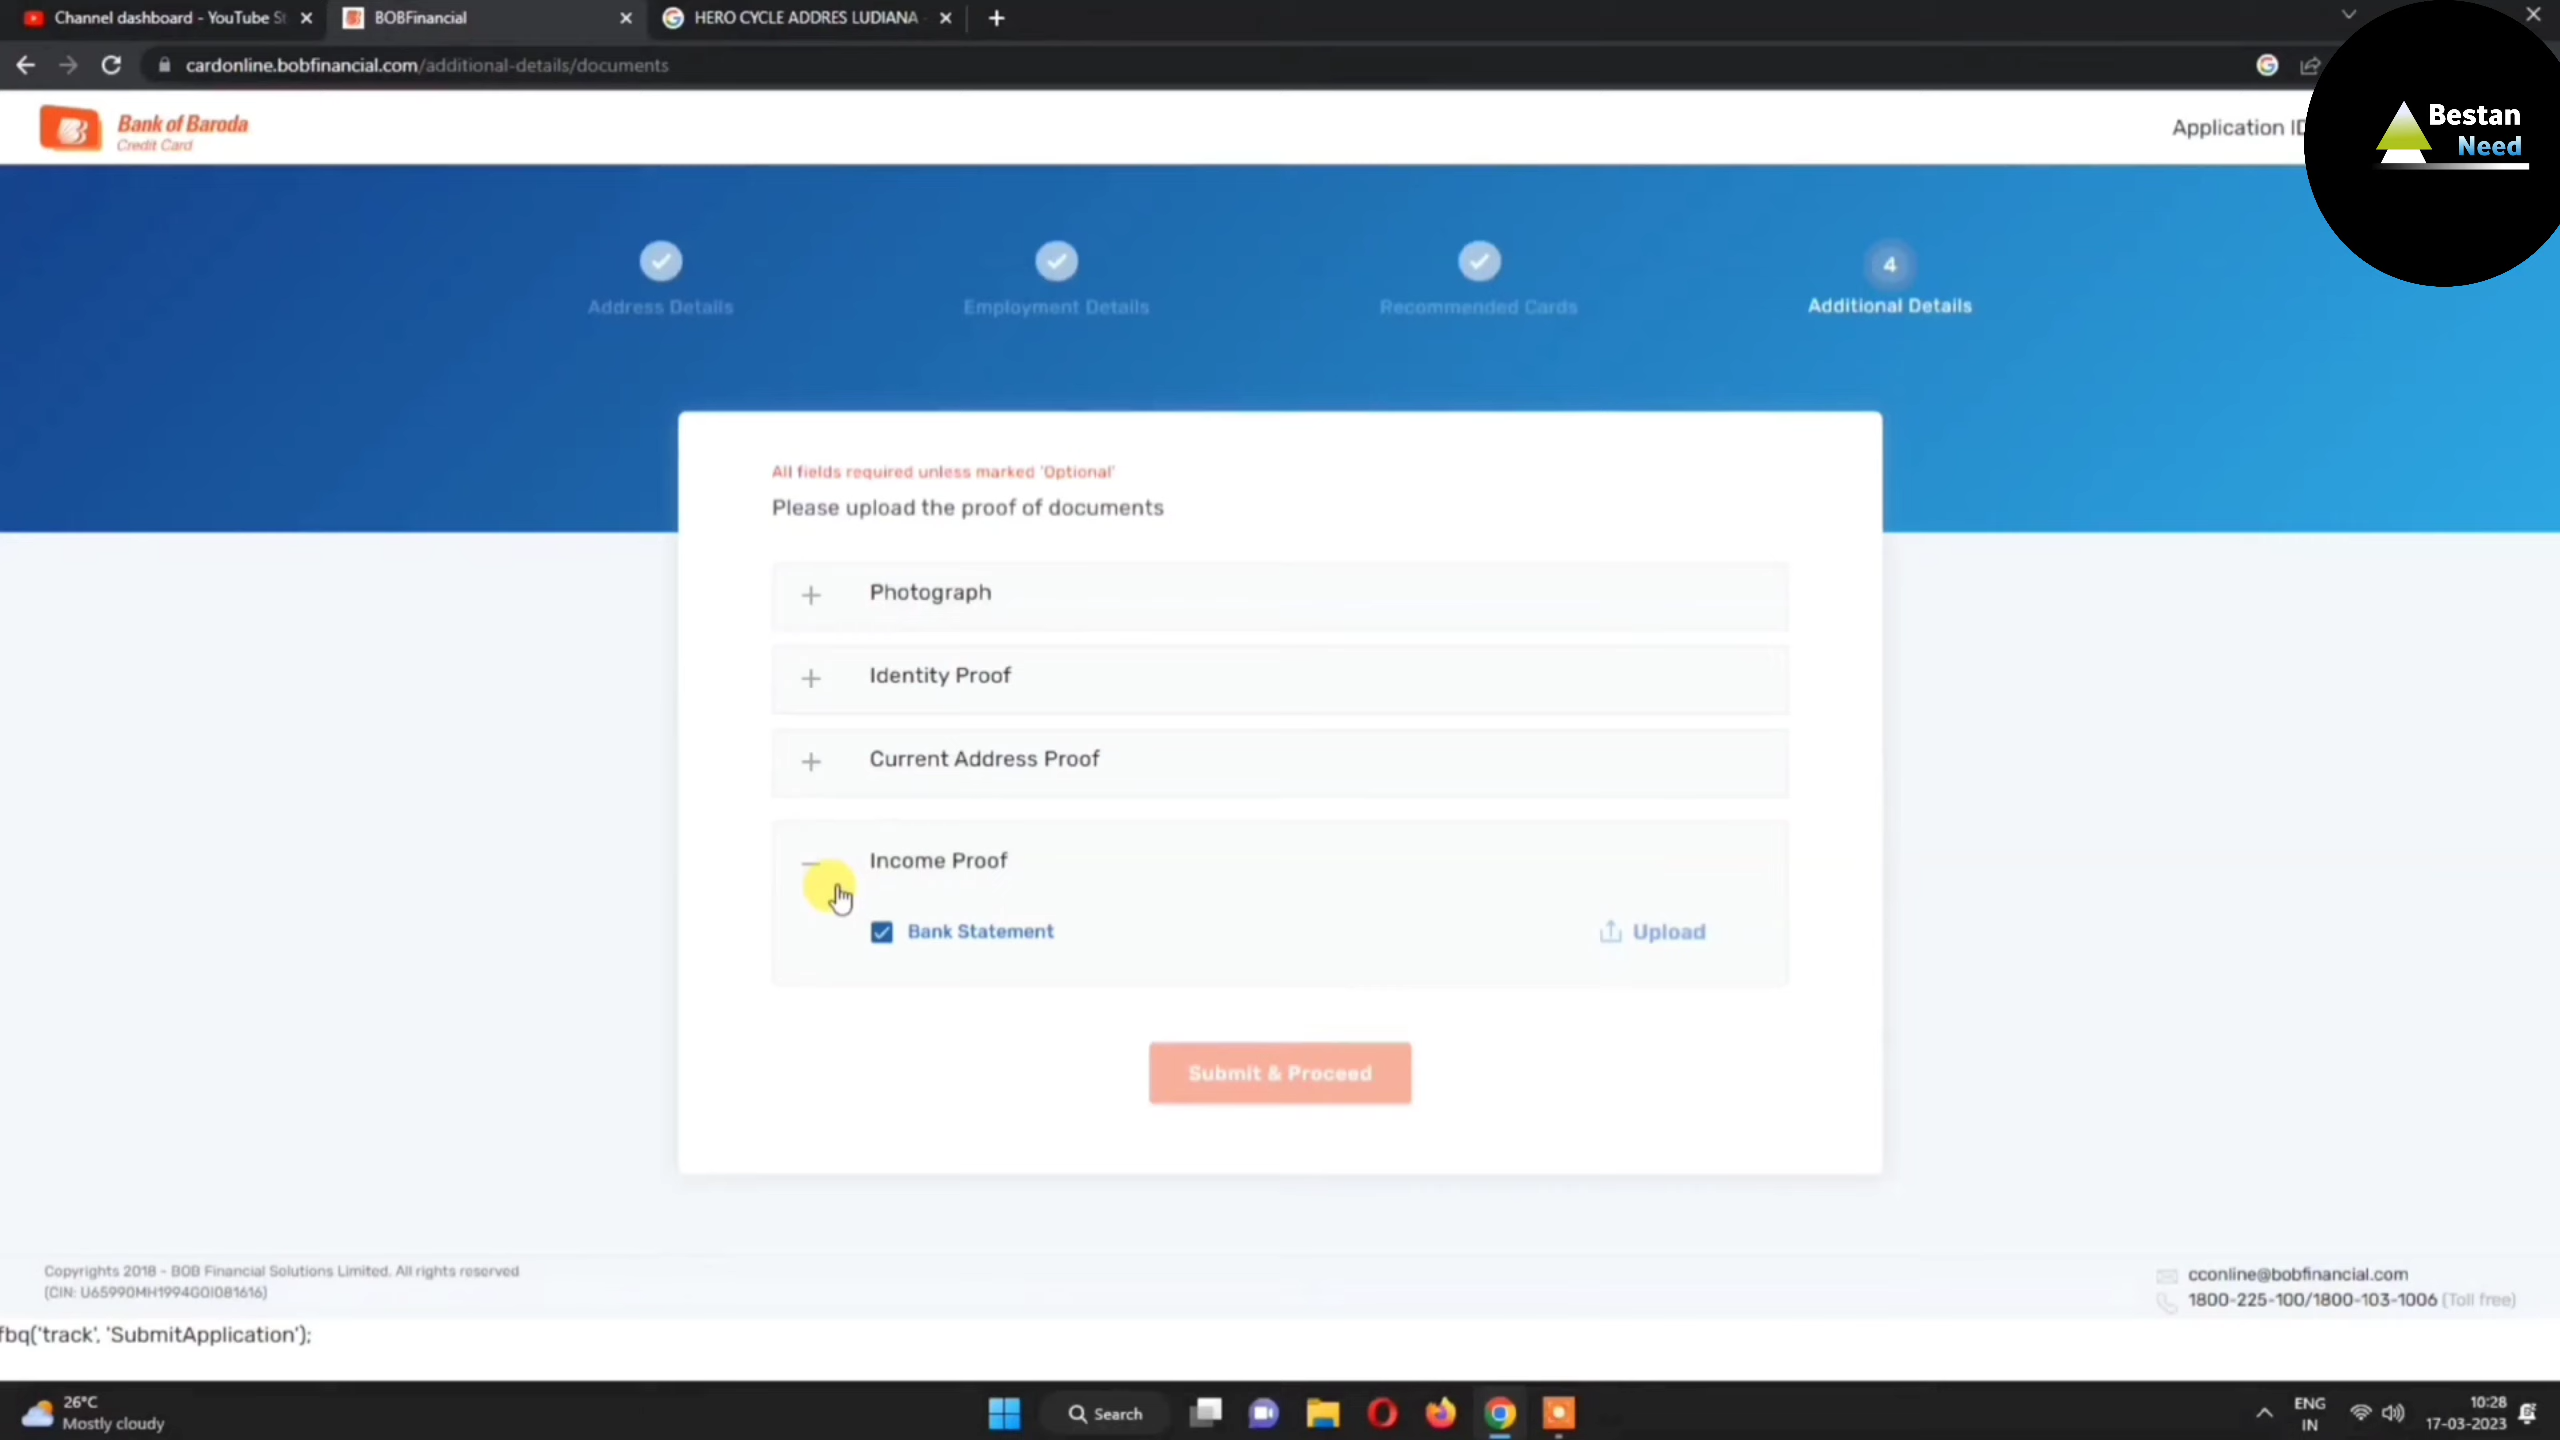 Channel dashboard - YouTube St
BOBFinancial
HERO CYCLE ADDRES LUDIANA
cardonline.bobfinancial.com/additional-details/documents
Bank of Baroda
Credit Card
Application ID
Bestan
Need
Address Details
Employment Details
Recommended Cards
4
Additional Details
All fields required unless marked 'Optional'
Please upload the proof of documents
Photograph
Identity Proof
Current Address Proof
Income Proof
Bank Statement
Upload
Submit & Proceed
Copyrights 2018 - BOB Financial Solutions Limited. All rights reserved
(CIN: U65990MH1994GOI081616)
cconline@bobfinancial.com
1800-225-100/1800-103-1006 (Toll free)
fbq('track', 'SubmitApplication');
26°C
Mostly cloudy
Search
ENG
IN
10:28
17-03-2023